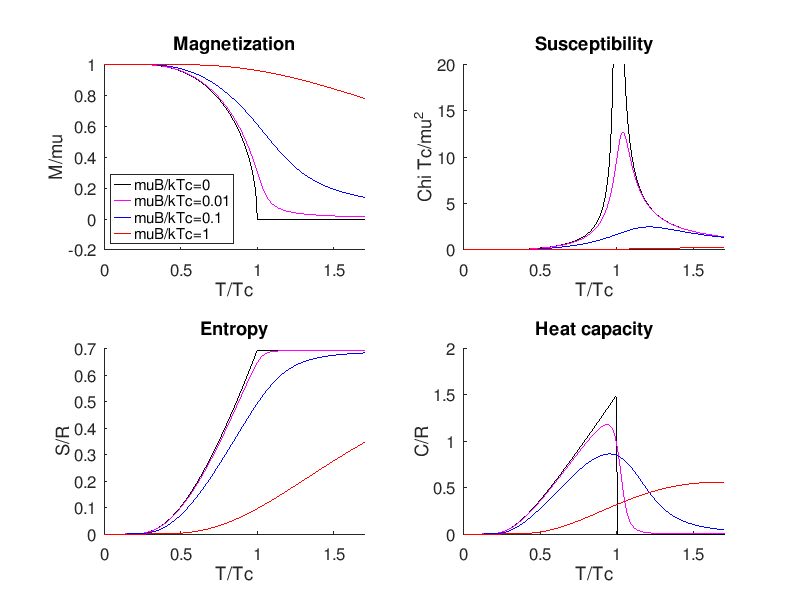 Magnetization
1
0.8
0.6
0.4
0.2
0
-0.2
M/mu
muB/kTc=0
muB/kTc=0.01
muB/kTc=0.1
muB/kTc=1
0 0.5 1 1.5
T/Tc
Susceptibility
20
15
10
5
0
Chi Tc/mu^2
0 0.5 1 1.5
T/Tc
Entropy
0.7
0.6
0.5
0.4
0.3
0.2
0.1
0
S/R
0 0.5 1 1.5
T/Tc
Heat capacity
2
1.5
1
0.5
0
C/R
0 0.5 1 1.5
T/Tc